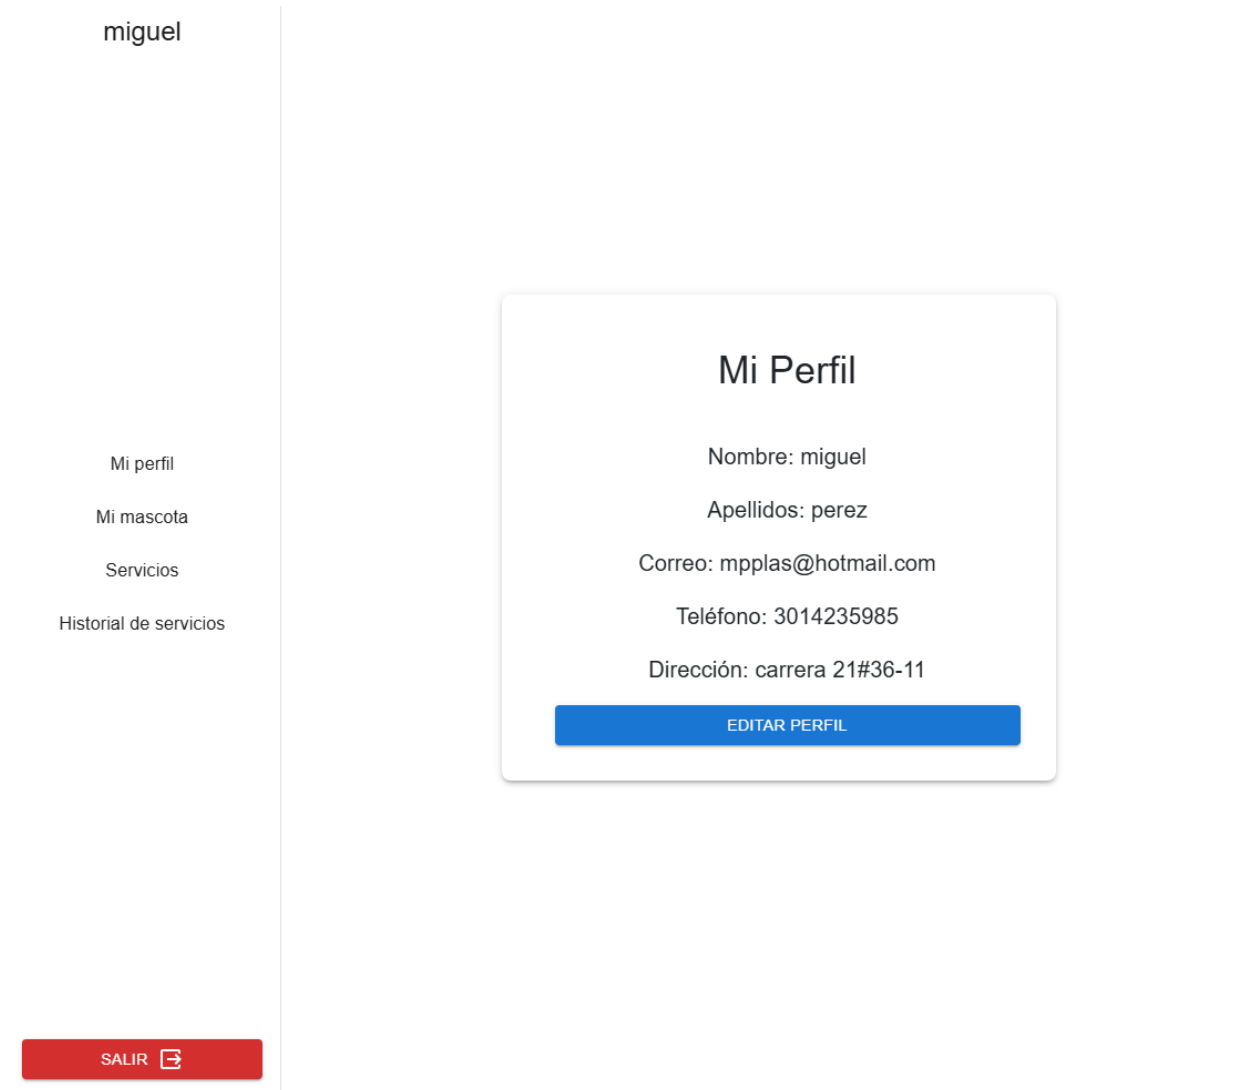 miguel
Mi perfil
Mi mascota
Servicios
Historial de servicios
SALIR
Mi Perfil
Nombre: miguel
Apellidos: perez
Correo: mpplas@hotmail.com
Teléfono: 3014235985
Dirección: carrera 21#36-11
EDITAR PERFIL